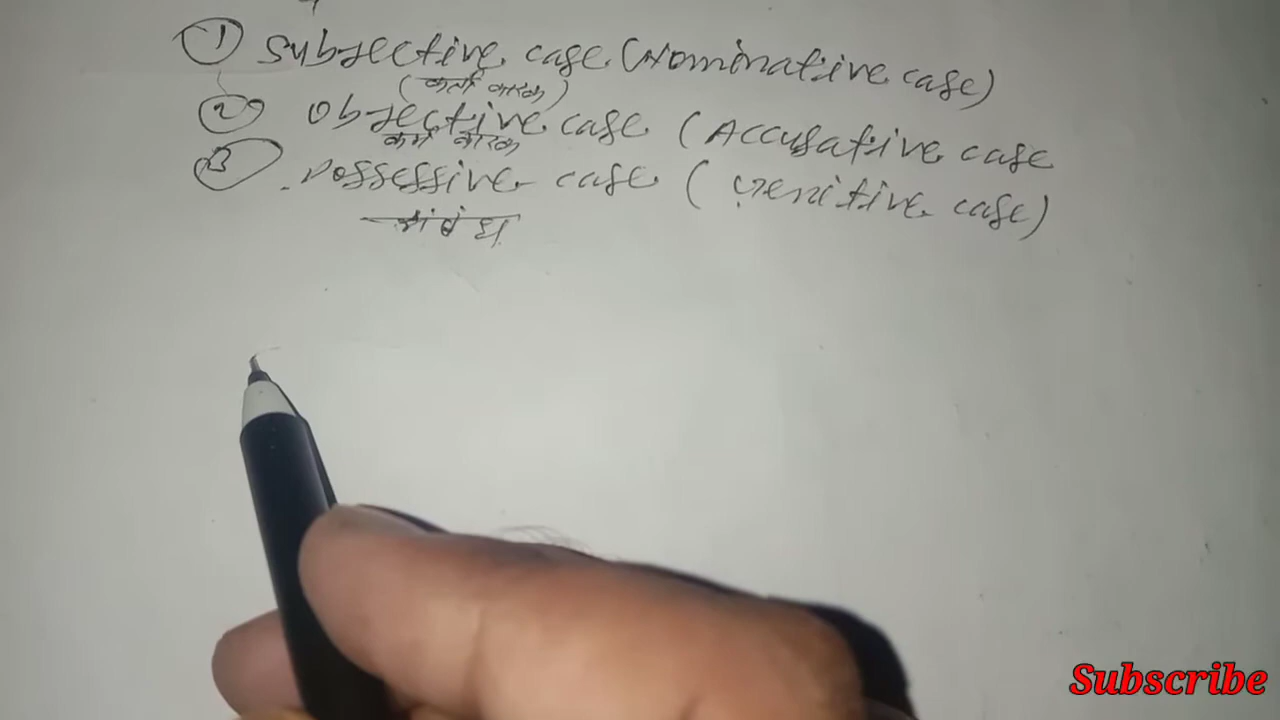 ① Subjective case (Nominative case)
(कर्ता कारक)
② Objective case (Accusative case
कर्म कारक
③ Possessive case (Genitive case)
संबंध
Subscribe